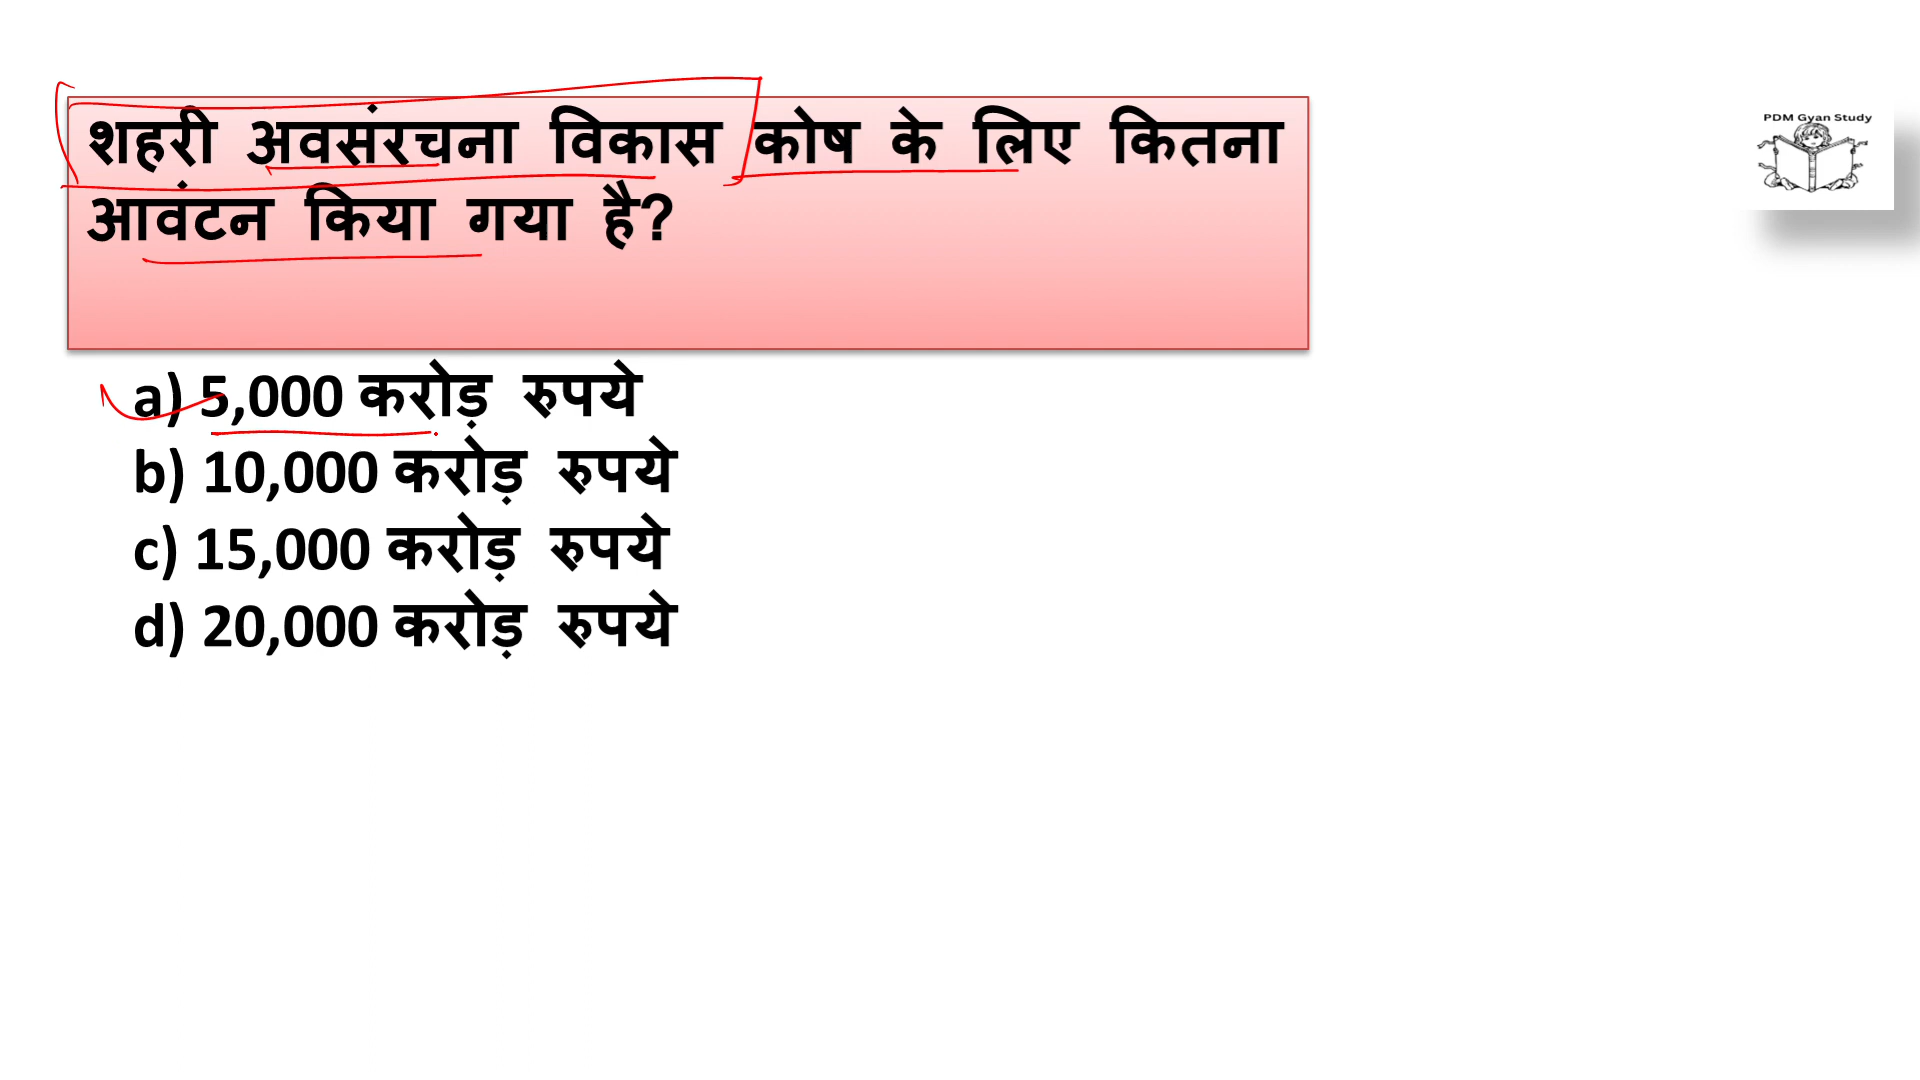 शहरी अवसंरचना विकास कोष के लिए कितना
आवंटन किया गया है?
PDM Gyan Study
a) 5,000 करोड़ रुपये
b) 10,000 करोड़ रुपये
c) 15,000 करोड़ रुपये
d) 20,000 करोड़ रुपये